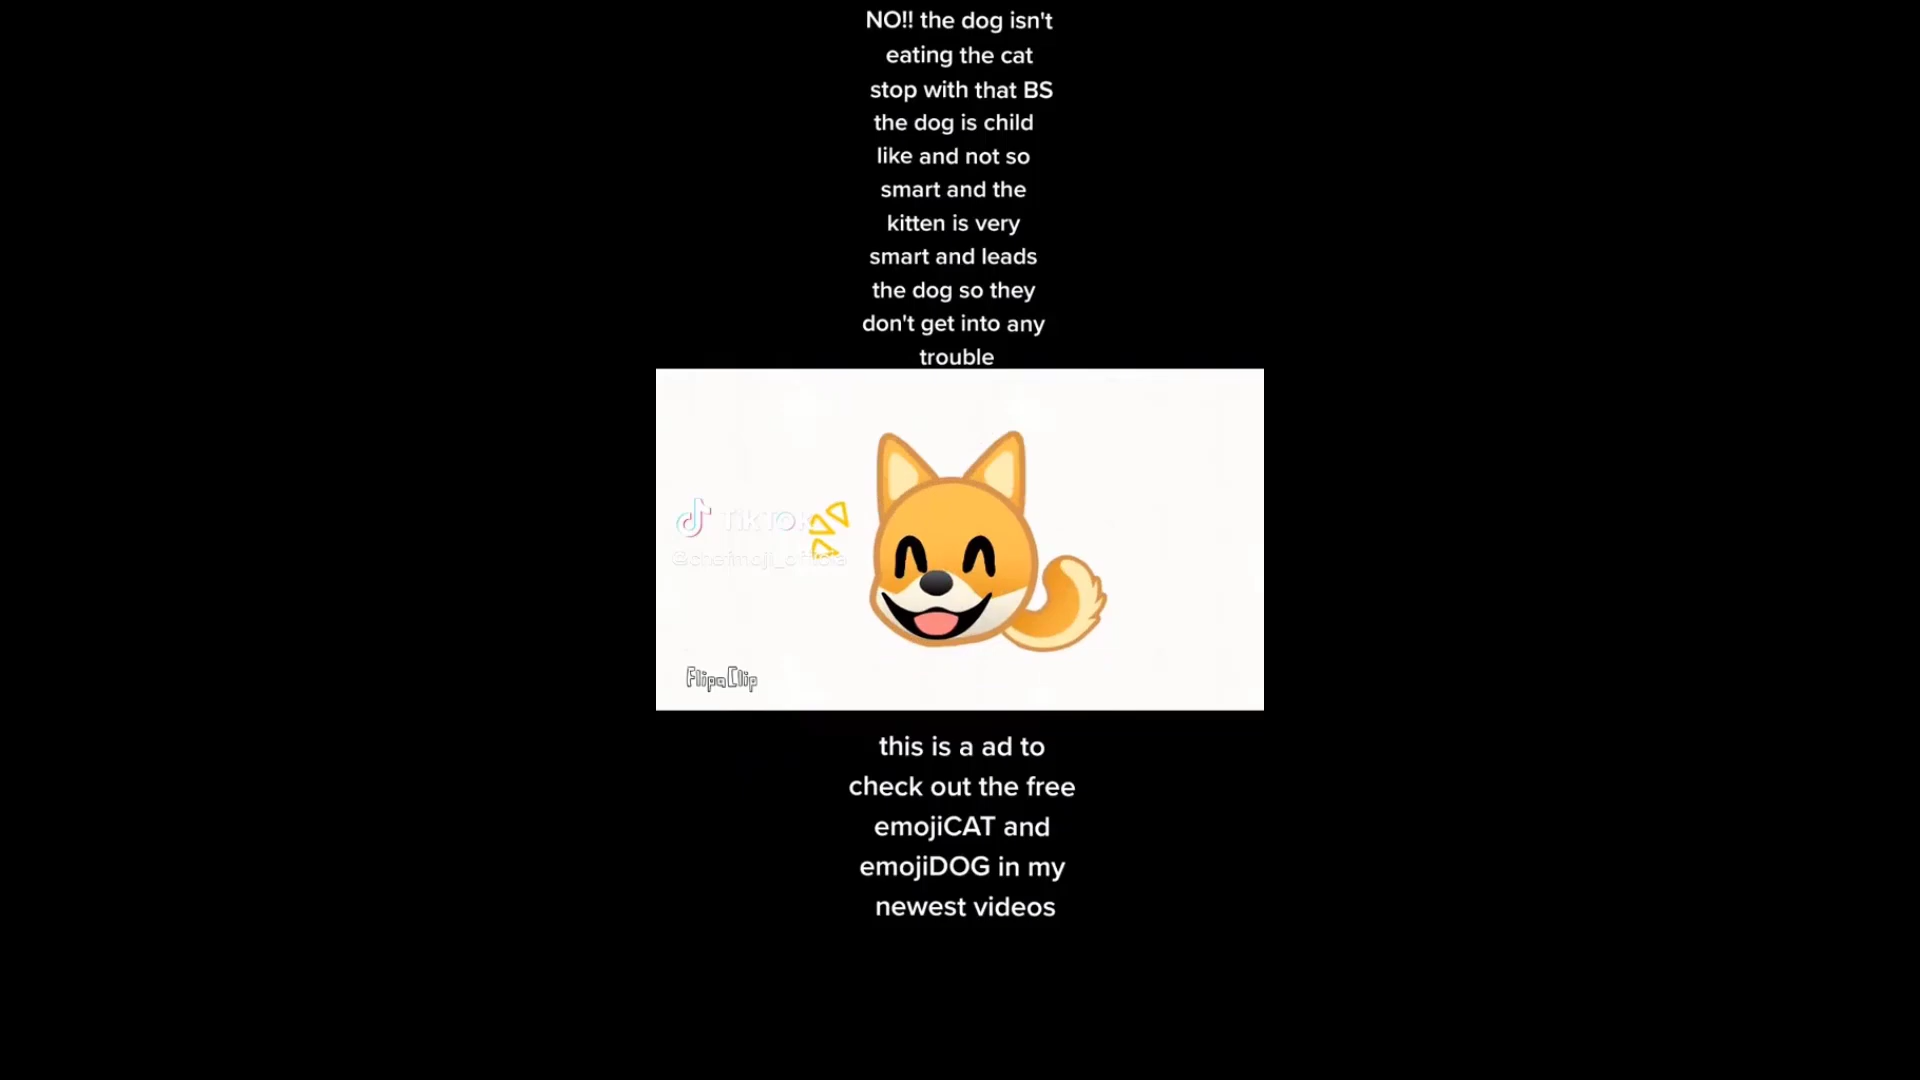 NO!! the dog isn't
eating the cat
stop with that BS
the dog is child
like and not so
smart and the
kitten is very
smart and leads
the dog so they
don't get into any
trouble
TikTok
FlipaClip
this is a ad to
check out the free
emojiCAT and
emojiDOG in my
newest videos